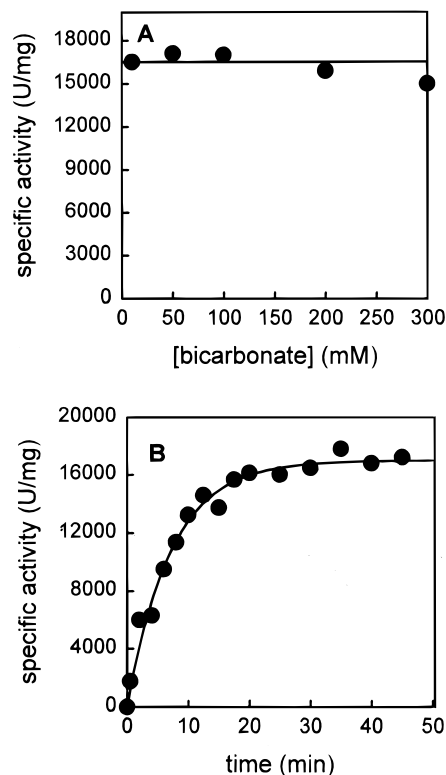 A
18000
15000
12000
9000
6000
3000
0
specific activity (U/mg)
0 50 100 150 200 250 300
[bicarbonate] (mM)
B
20000
16000
12000
8000
4000
0
specific activity (U/mg)
0 10 20 30 40 50
time (min)